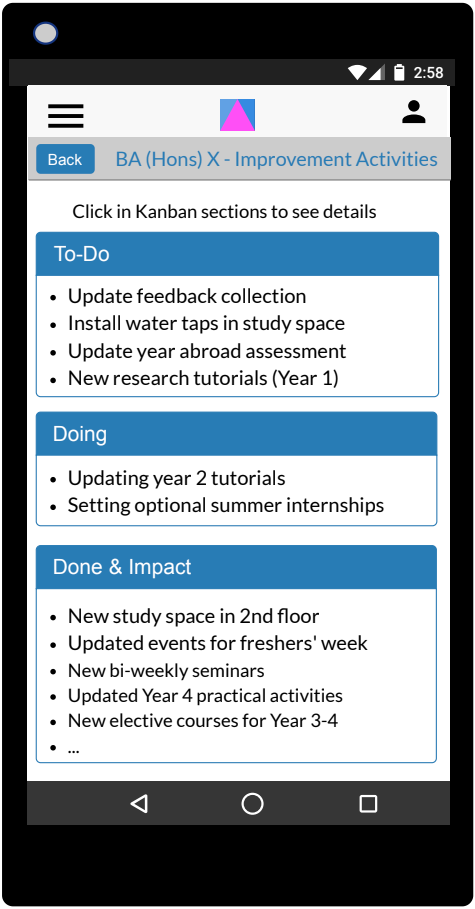 2:58
Back BA (Hons) X - Improvement Activities
Click in Kanban sections to see details
To-Do
• Update feedback collection
• Install water taps in study space
• Update year abroad assessment
• New research tutorials (Year 1)
Doing
• Updating year 2 tutorials
• Setting optional summer internships
Done & Impact
• New study space in 2nd floor
• Updated events for freshers' week
• New bi-weekly seminars
• Updated Year 4 practical activities
• New elective courses for Year 3-4
• ...